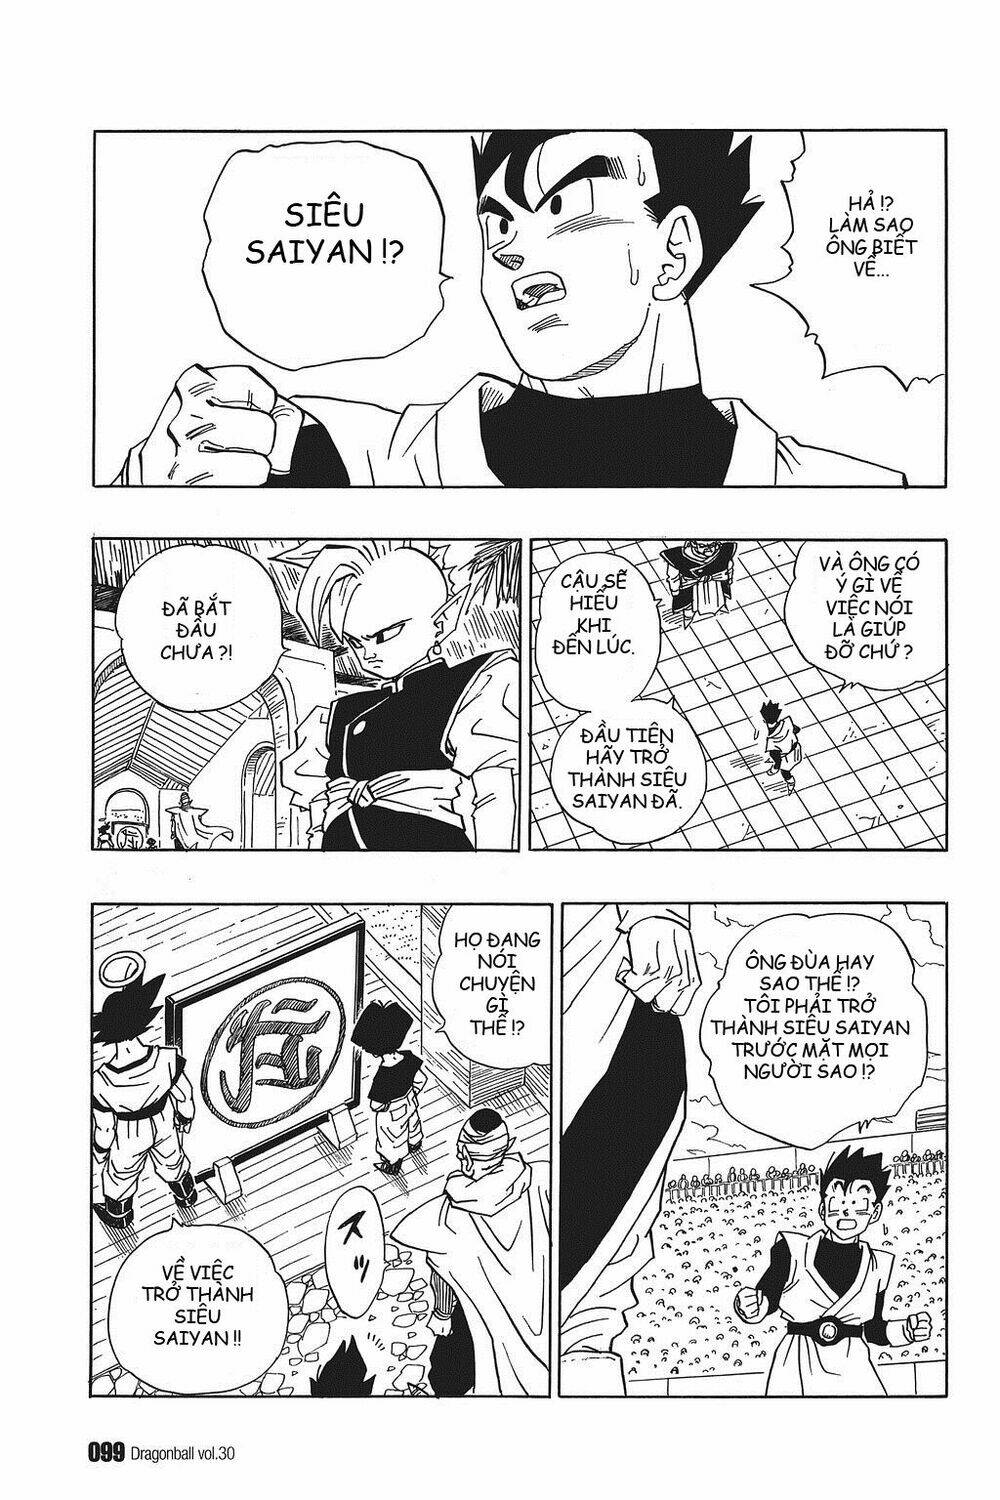 HẢ !?
LÀM SAO
ÔNG BIẾT
VỀ...
SIÊU
SAIYAN !?
VÀ ÔNG CÓ
Ý GÌ VỀ
VIỆC NÓI
LÀ GIÚP
ĐỠ CHỨ ?
CẬU SẼ
HIỂU
KHI
ĐẾN LÚC.
ĐẦU TIÊN
HÃY TRỞ
THÀNH SIÊU
SAIYAN ĐÃ.
ĐÃ BẮT
ĐẦU
CHƯA ?!
ÔNG ĐÙA HAY
SAO THẾ !?
TÔI PHẢI TRỞ
THÀNH SIÊU SAIYAN
TRƯỚC MẶT MỌI
NGƯỜI SAO !?
HỌ ĐANG
NÓI
CHUYỆN
GÌ
THẾ !?
スッ
VỀ VIỆC
TRỞ THÀNH
SIÊU
SAIYAN !!
099 Dragonball vol.30